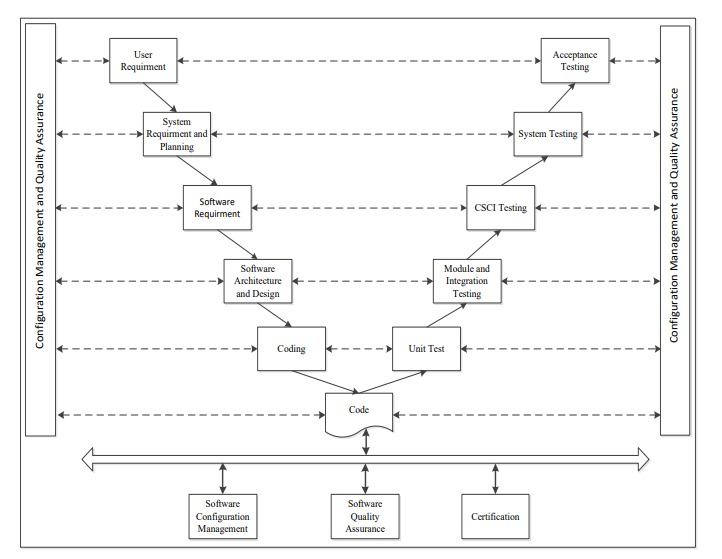 Configuration Management and Quality Assurance
User
Requirment
Acceptance
Testing
System
Requirment and
Planning
System Testing
Software
Requirment
CSCI Testing
Software
Architecture
and Design
Module and
Integration
Testing
Coding
Unit Test
Code
Configuration Management and Quality Assurance
Software
Configuration
Management
Software
Quality
Assurance
Certification